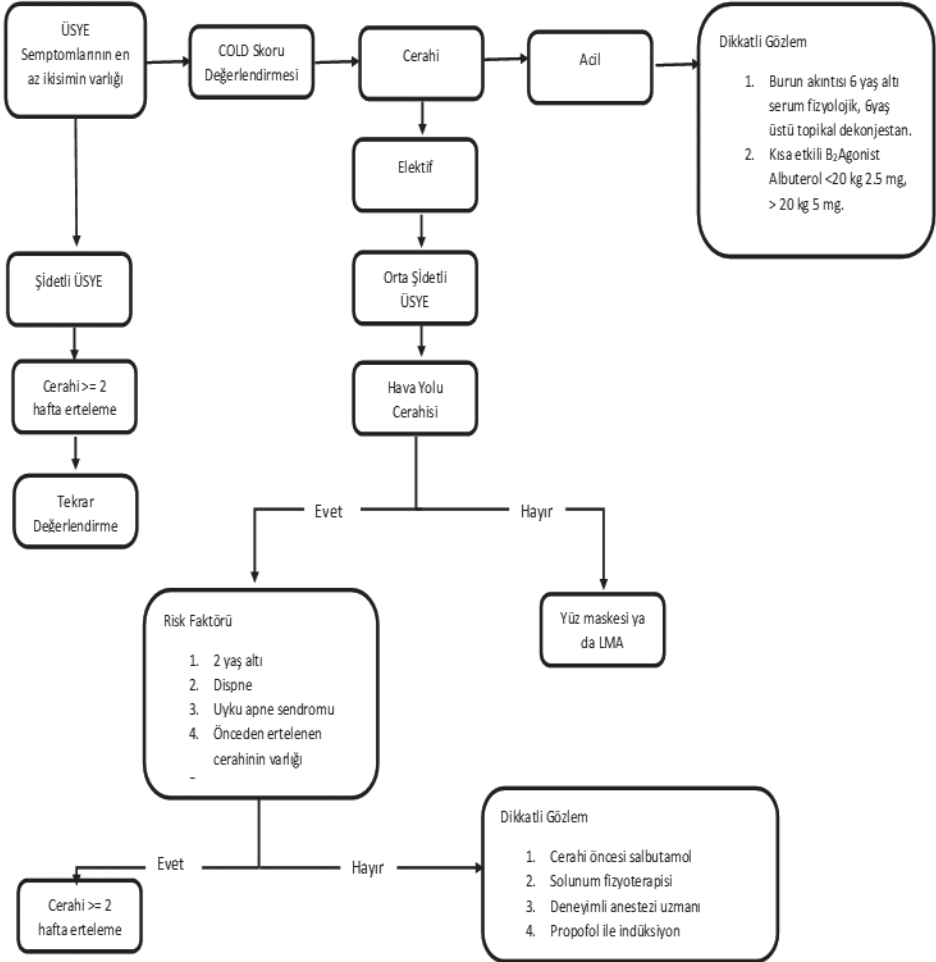 ÜSYE
Semptomlarının en
az ikisimin varlığı
COLD Skoru
Değerlendirmesi
Cerahi
Acil
Dikkatli Gözlem
1. Burun akıntısı 6 yaş altı
serum fizyolojik, 6yaş
üstü topikal dekonjestan.
2. Kısa etkili B₂Agonist
Albuterol <20 kg 2.5 mg,
> 20 kg 5 mg.
Elektif
Şİdetli ÜSYE
Orta Şİdetli
ÜSYE
Cerahi >= 2
hafta erteleme
Hava Yolu
Cerahisi
Tekrar
Değerlendirme
Evet
Hayır
Risk Faktörü
1. 2 yaş altı
2. Dispne
3. Uyku apne sendromu
4. Önceden ertelenen
cerahinin varlığı
Yüz maskesi ya
da LMA
Evet
Hayır
Cerahi >= 2
hafta erteleme
Dikkatli Gözlem
1. Cerahi öncesi salbutamol
2. Solunum fizyoterapisi
3. Deneyimli anestezi uzmanı
4. Propofol ile indüksiyon